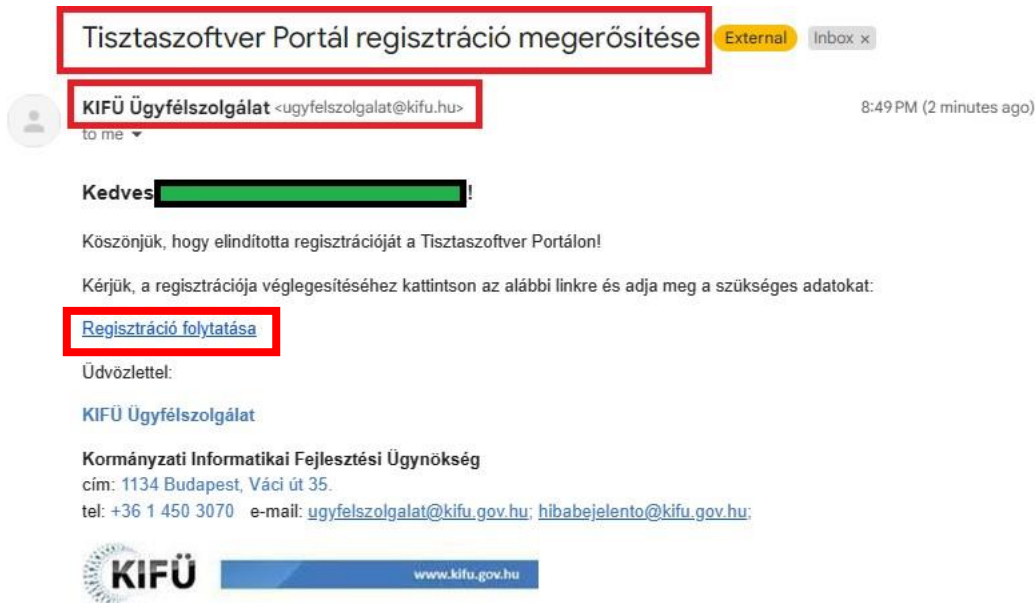 Tisztaszoftver Portál regisztráció megerősítése External Inbox x
KIFÜ Ügyfélszolgálat <ugyfelszolgalat@kifu.hu> 8:49 PM (2 minutes ago)
to me
Kedves !
Köszönjük, hogy elindította regisztrációját a Tisztaszoftver Portálon!
Kérjük, a regisztrációja véglegesítéséhez kattintson az alábbi linkre és adja meg a szükséges adatokat:
Regisztráció folytatása
Üdvözlettel:
KIFÜ Ügyfélszolgálat
Kormányzati Informatikai Fejlesztési Ügynökség
cím: 1134 Budapest, Váci út 35.
tel: +36 1 450 3070 e-mail: ugyfelszolgalat@kifu.gov.hu; hibabejelento@kifu.gov.hu;
KIFÜ www.kifu.gov.hu